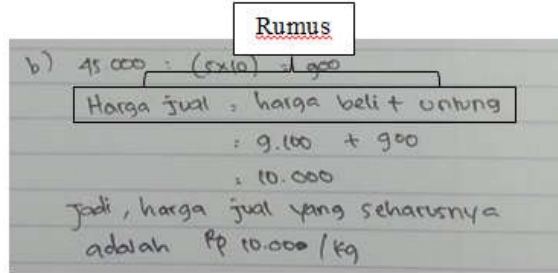 Rumus
b) 45 000 : (5x10) = 900
Harga jual = harga beli + untung
= 9.100 + 900
= 10.000
Jadi, harga jual yang seharusnya
adalah Rp 10.000 / kg